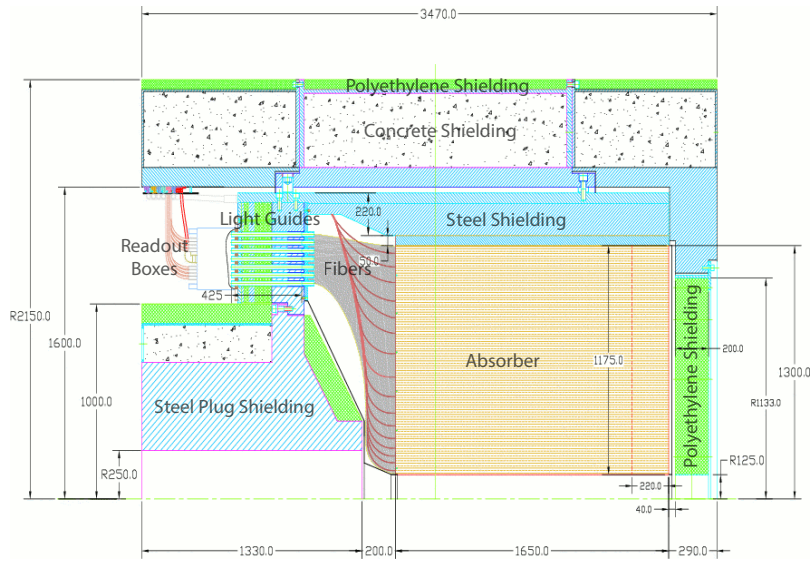 3470.0
Polyethylene Shielding
Concrete Shielding
Light Guides
220.0
Steel Shielding
Readout
Boxes
Fibers
50.0
425
R2150.0
1600.0
Absorber
1175.0
200.0
Polyethylene Shielding
1300.0
1000.0
Steel Plug Shielding
R1133.0
R250.0
R125.0
220.0
40.0
1330.0
200.0
1650.0
290.0